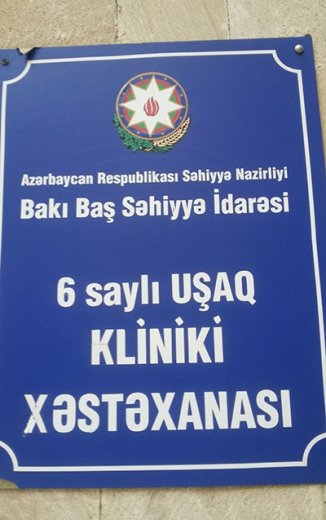 Azərbaycan Respublikası Səhiyyə Nazirliyi
Bakı Baş Səhiyyə İdarəsi
6 saylı UŞAQ
KLİNİKİ
XƏSTƏXANASI